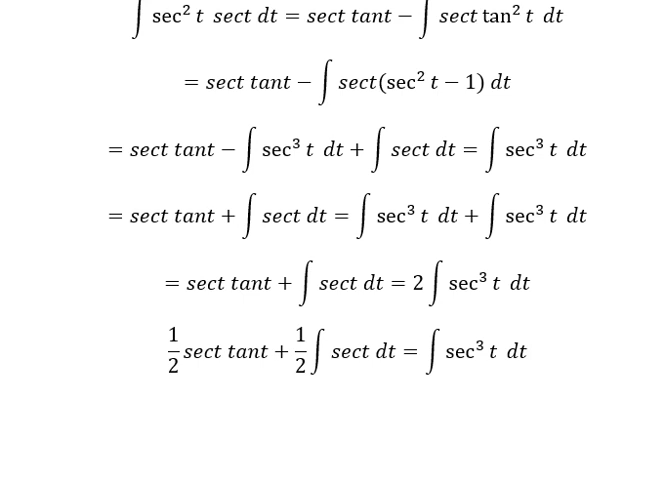 ∫ sec² t sect dt = sect tant − ∫ sect tan² t dt
= sect tant − ∫ sect(sec² t − 1) dt
= sect tant − ∫ sec³ t dt + ∫ sect dt = ∫ sec³ t dt
= sect tant + ∫ sect dt = ∫ sec³ t dt + ∫ sec³ t dt
= sect tant + ∫ sect dt = 2 ∫ sec³ t dt
1/2 sect tant + 1/2 ∫ sect dt = ∫ sec³ t dt